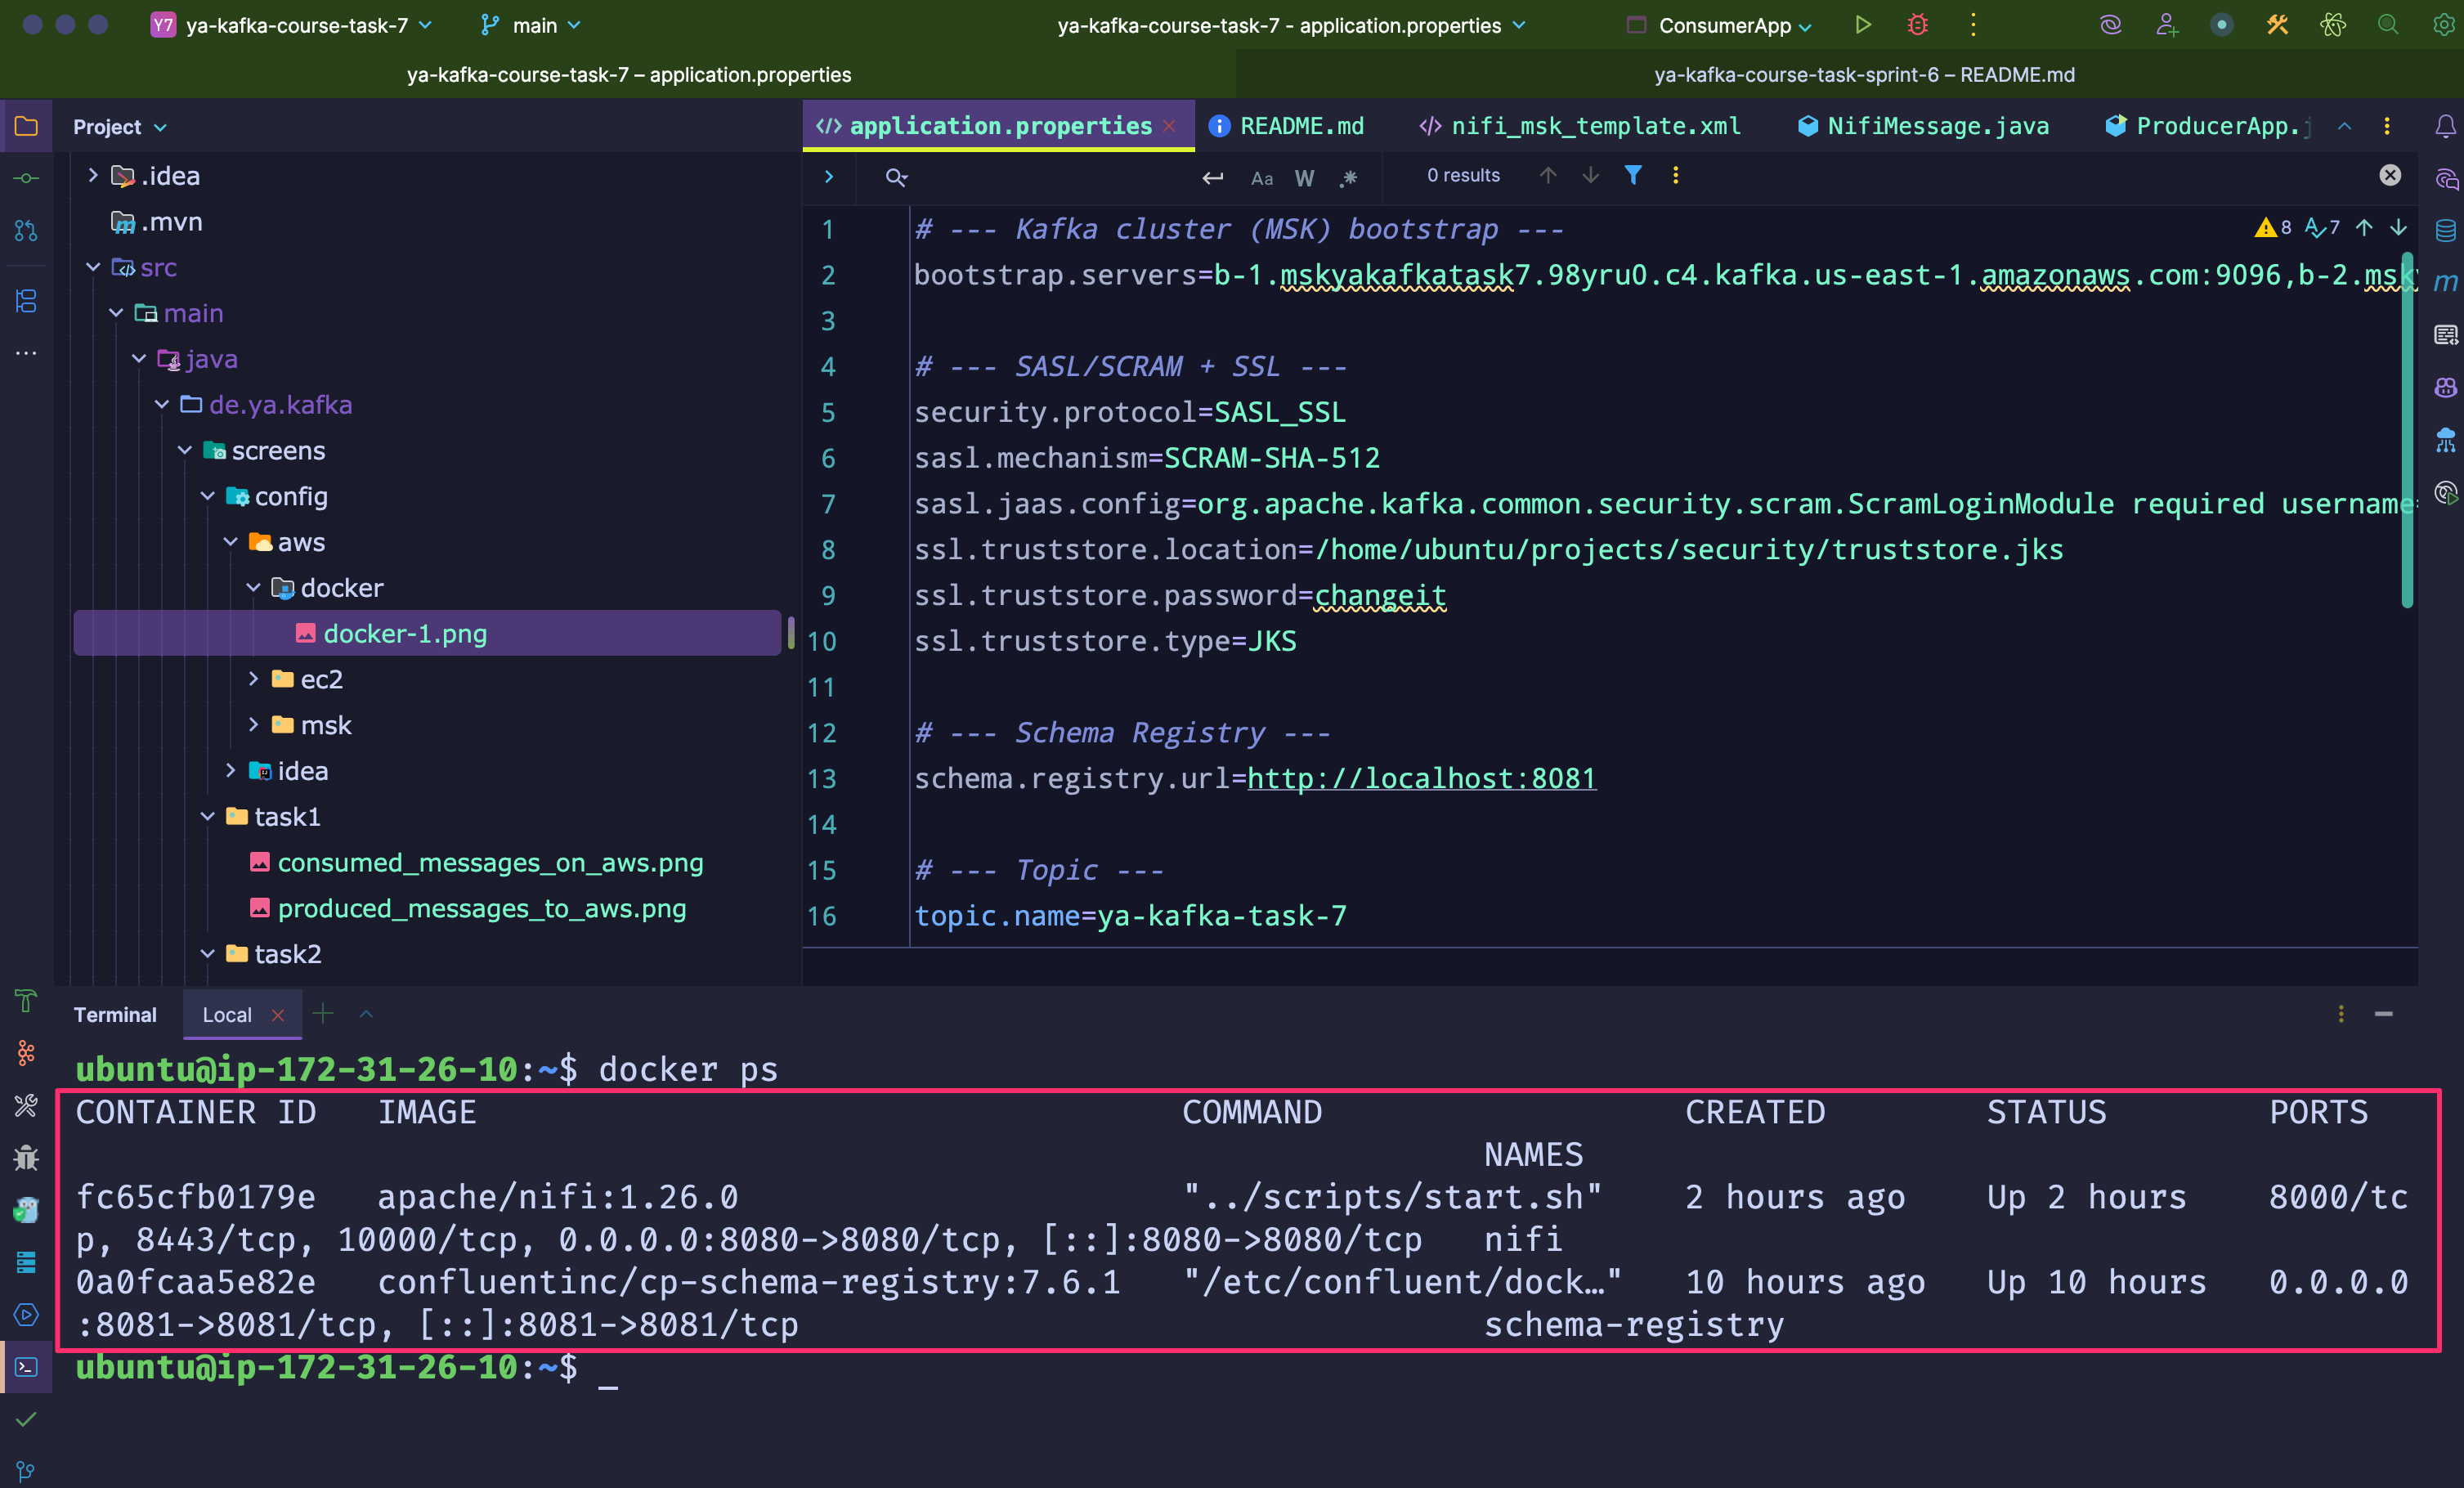 Y7 ya-kafka-course-task-7 main ya-kafka-course-task-7 - application.properties ConsumerApp
ya-kafka-course-task-7 – application.properties ya-kafka-course-task-sprint-6 – README.md
Project
</> application.properties README.md </> nifi_msk_template.xml NifiMessage.java ProducerApp.j
.idea
.mvn
src
main
java
de.ya.kafka
screens
config
aws
docker
docker-1.png
ec2
msk
idea
task1
consumed_messages_on_aws.png
produced_messages_to_aws.png
task2
Aa W .* 0 results
8 7
1 # --- Kafka cluster (MSK) bootstrap ---
2 bootstrap.servers=b-1.mskyakafkatask7.98yru0.c4.kafka.us-east-1.amazonaws.com:9096,b-2.msky
3
4 # --- SASL/SCRAM + SSL ---
5 security.protocol=SASL_SSL
6 sasl.mechanism=SCRAM-SHA-512
7 sasl.jaas.config=org.apache.kafka.common.security.scram.ScramLoginModule required username=
8 ssl.truststore.location=/home/ubuntu/projects/security/truststore.jks
9 ssl.truststore.password=changeit
10 ssl.truststore.type=JKS
11
12 # --- Schema Registry ---
13 schema.registry.url=http://localhost:8081
14
15 # --- Topic ---
16 topic.name=ya-kafka-task-7
Terminal Local
ubuntu@ip-172-31-26-10:~$ docker ps
CONTAINER ID IMAGE COMMAND CREATED STATUS PORTS
NAMES
fc65cfb0179e apache/nifi:1.26.0 "../scripts/start.sh" 2 hours ago Up 2 hours 8000/tc
p, 8443/tcp, 10000/tcp, 0.0.0.0:8080->8080/tcp, [::]:8080->8080/tcp nifi
0a0fcaa5e82e confluentinc/cp-schema-registry:7.6.1 "/etc/confluent/dock…" 10 hours ago Up 10 hours 0.0.0.0
:8081->8081/tcp, [::]:8081->8081/tcp schema-registry
ubuntu@ip-172-31-26-10:~$ _